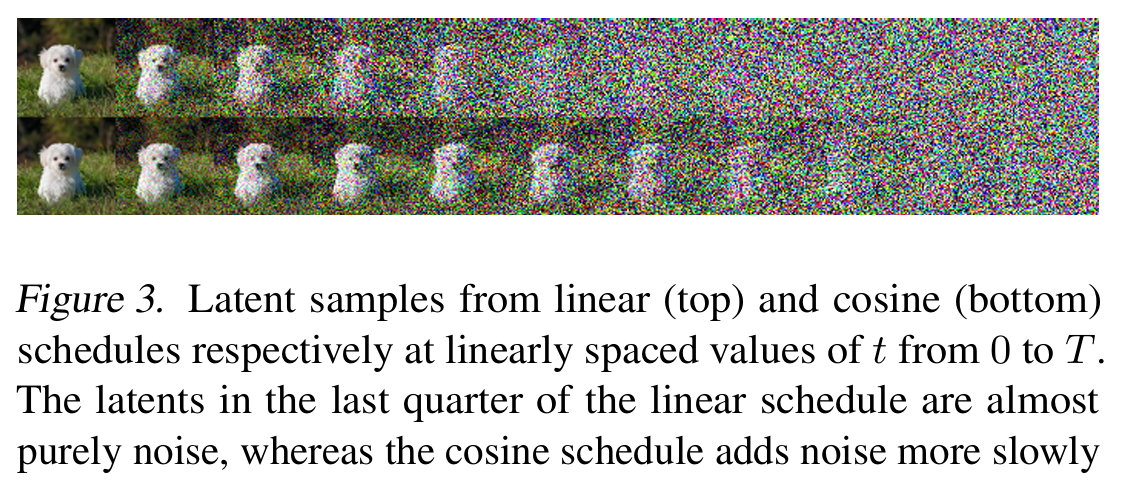 Figure 3. Latent samples from linear (top) and cosine (bottom)
schedules respectively at linearly spaced values of t from 0 to T.
The latents in the last quarter of the linear schedule are almost
purely noise, whereas the cosine schedule adds noise more slowly